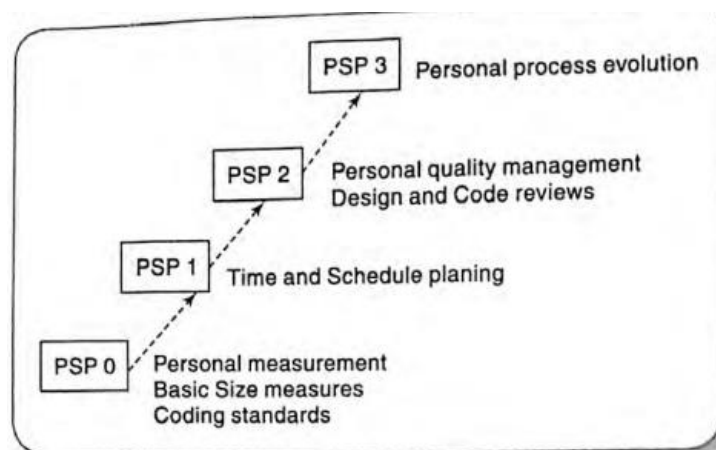 PSP 3
Personal process evolution
PSP 2
Personal quality management
Design and Code reviews
PSP 1
Time and Schedule planing
PSP 0
Personal measurement
Basic Size measures
Coding standards